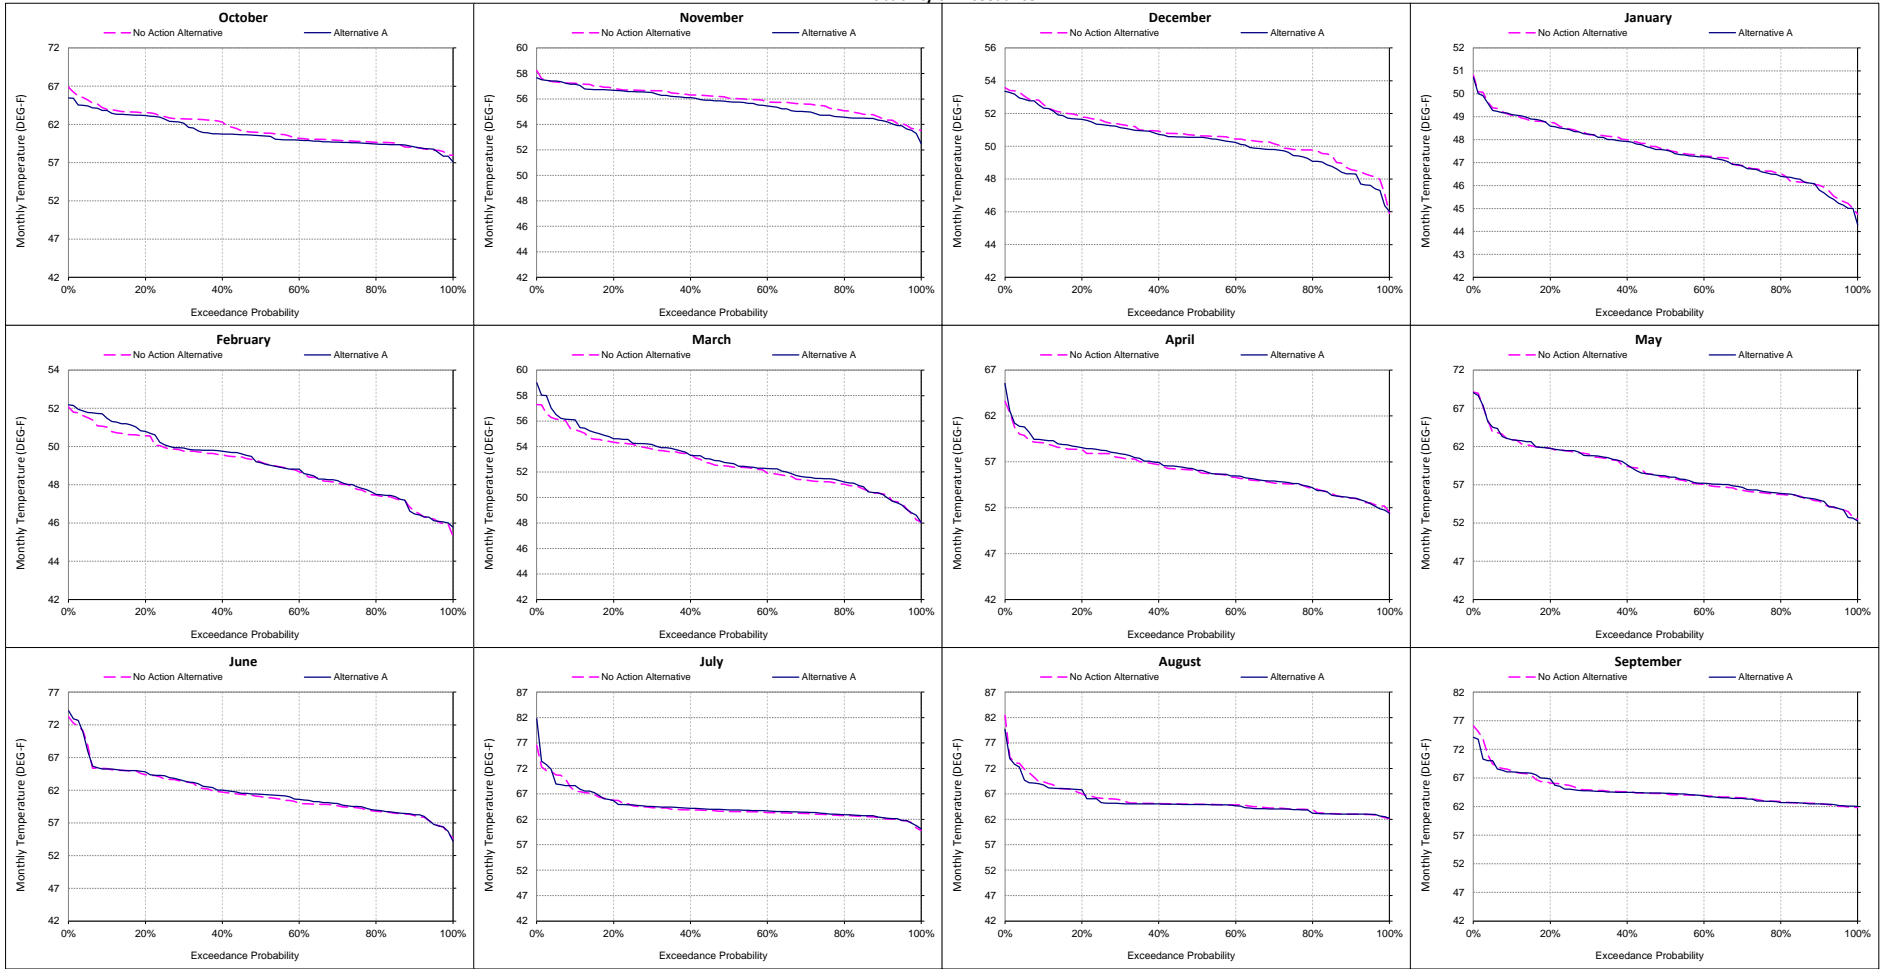 October
No Action Alternative
Alternative A
Monthly Temperature (DEG-F)
72
67
62
57
52
47
42
0%
20%
40%
60%
80%
100%
Exceedance Probability
November
No Action Alternative
Alternative A
Monthly Temperature (DEG-F)
60
58
56
54
52
50
48
46
44
42
0%
20%
40%
60%
80%
100%
Exceedance Probability
December
No Action Alternative
Alternative A
Monthly Temperature (DEG-F)
56
54
52
50
48
46
44
42
0%
20%
40%
60%
80%
100%
Exceedance Probability
January
No Action Alternative
Alternative A
Monthly Temperature (DEG-F)
52
51
50
49
48
47
46
45
44
43
42
0%
20%
40%
60%
80%
100%
Exceedance Probability
February
No Action Alternative
Alternative A
Monthly Temperature (DEG-F)
54
52
50
48
46
44
42
0%
20%
40%
60%
80%
100%
Exceedance Probability
March
No Action Alternative
Alternative A
Monthly Temperature (DEG-F)
60
58
56
54
52
50
48
46
44
42
0%
20%
40%
60%
80%
100%
Exceedance Probability
April
No Action Alternative
Alternative A
Monthly Temperature (DEG-F)
67
62
57
52
47
42
0%
20%
40%
60%
80%
100%
Exceedance Probability
May
No Action Alternative
Alternative A
Monthly Temperature (DEG-F)
72
67
62
57
52
47
42
0%
20%
40%
60%
80%
100%
Exceedance Probability
June
No Action Alternative
Alternative A
Monthly Temperature (DEG-F)
77
72
67
62
57
52
47
42
0%
20%
40%
60%
80%
100%
Exceedance Probability
July
No Action Alternative
Alternative A
Monthly Temperature (DEG-F)
87
82
77
72
67
62
57
52
47
42
0%
20%
40%
60%
80%
100%
Exceedance Probability
August
No Action Alternative
Alternative A
Monthly Temperature (DEG-F)
87
82
77
72
67
62
57
52
47
42
0%
20%
40%
60%
80%
100%
Exceedance Probability
September
No Action Alternative
Alternative A
Monthly Temperature (DEG-F)
82
77
72
67
62
57
52
47
42
0%
20%
40%
60%
80%
100%
Exceedance Probability